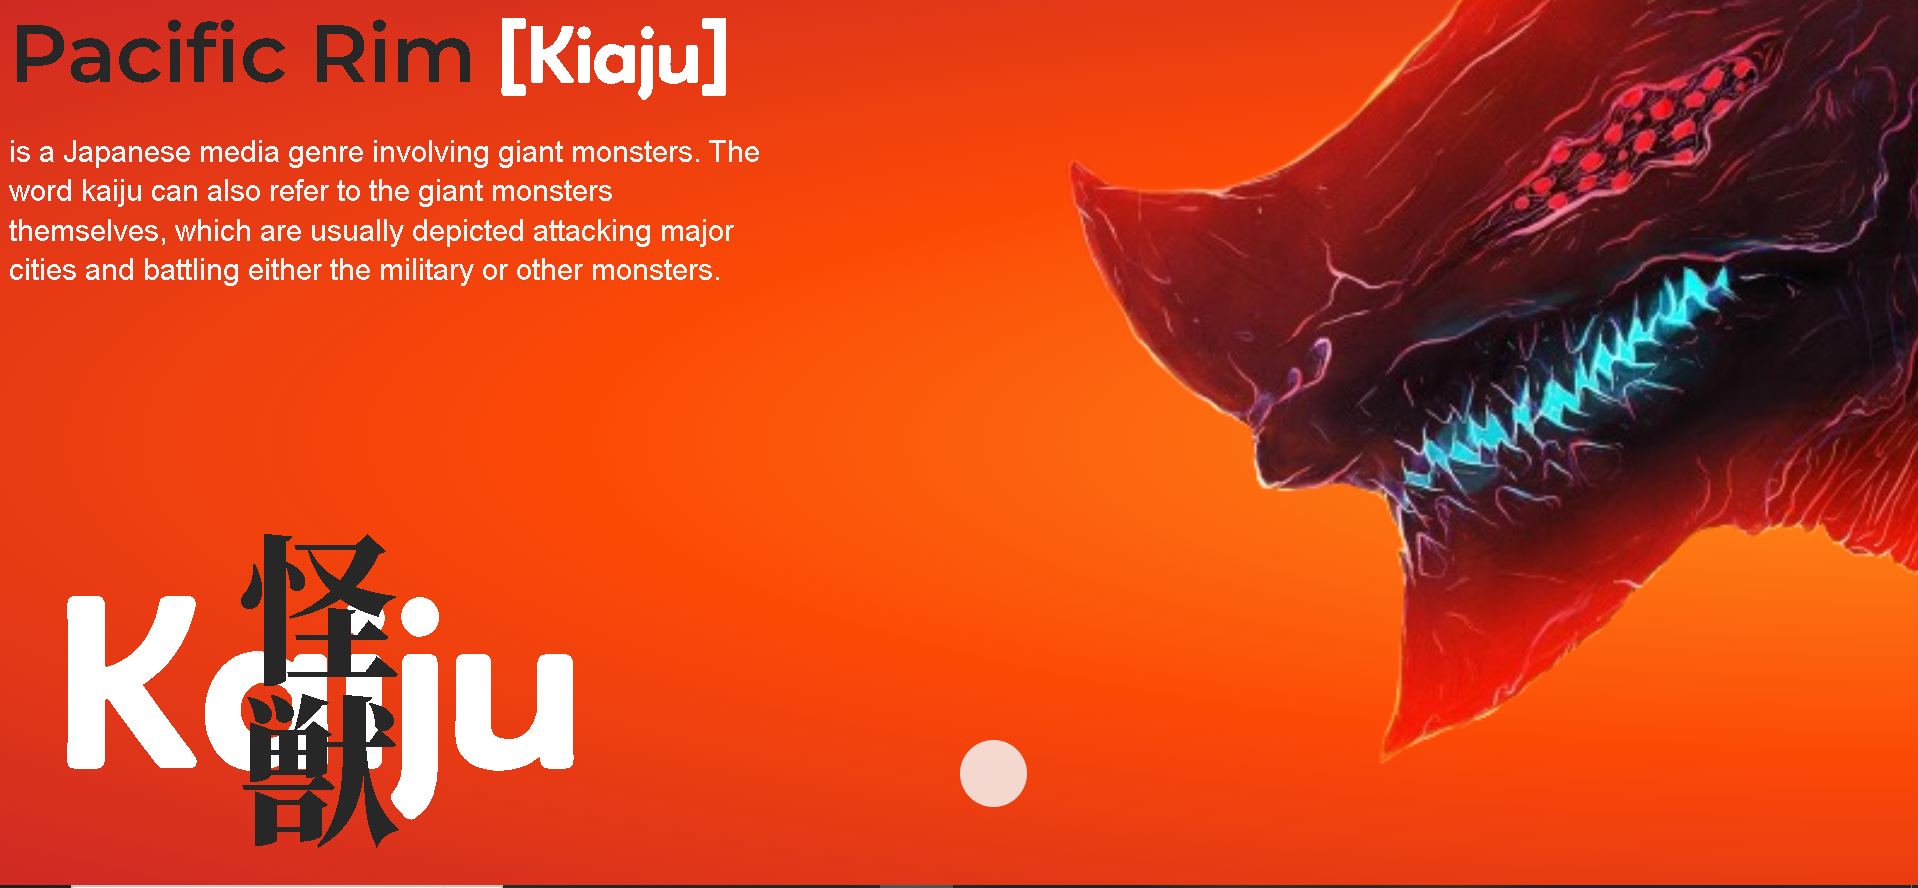 Pacific Rim [Kiaju]
is a Japanese media genre involving giant monsters. The
word kaiju can also refer to the giant monsters
themselves, which are usually depicted attacking major
cities and battling either the military or other monsters.
怪獣
Kaiju